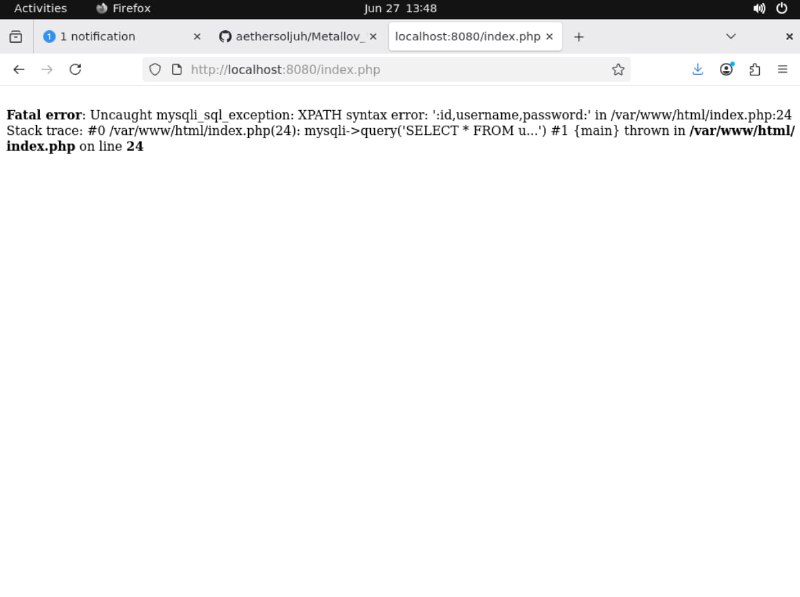 Activities Firefox Jun 27 13:48
1 1 notification × aethersoljuh/Metallov_ × localhost:8080/index.php × +
http://localhost:8080/index.php
Fatal error: Uncaught mysqli_sql_exception: XPATH syntax error: ':id,username,password:' in /var/www/html/index.php:24
Stack trace: #0 /var/www/html/index.php(24): mysqli->query('SELECT * FROM u...') #1 {main} thrown in /var/www/html/
index.php on line 24